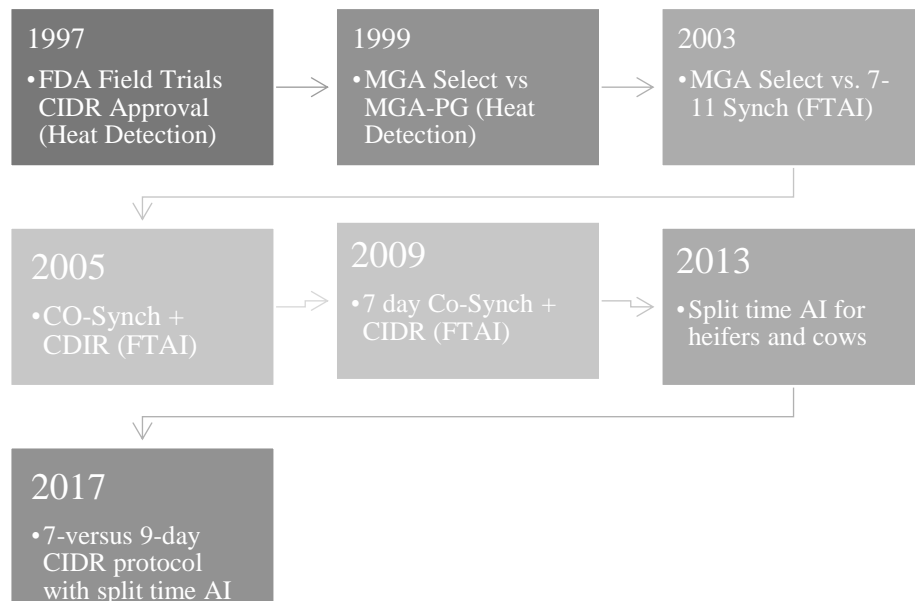 1997
•FDA Field Trials
CIDR Approval
(Heat Detection)
1999
•MGA Select vs
MGA-PG (Heat
Detection)
2003
•MGA Select vs. 7-
11 Synch (FTAI)
2005
•CO-Synch +
CDIR (FTAI)
2009
•7 day Co-Synch +
CIDR (FTAI)
2013
•Split time AI for
heifers and cows
2017
•7-versus 9-day
CIDR protocol
with split time AI